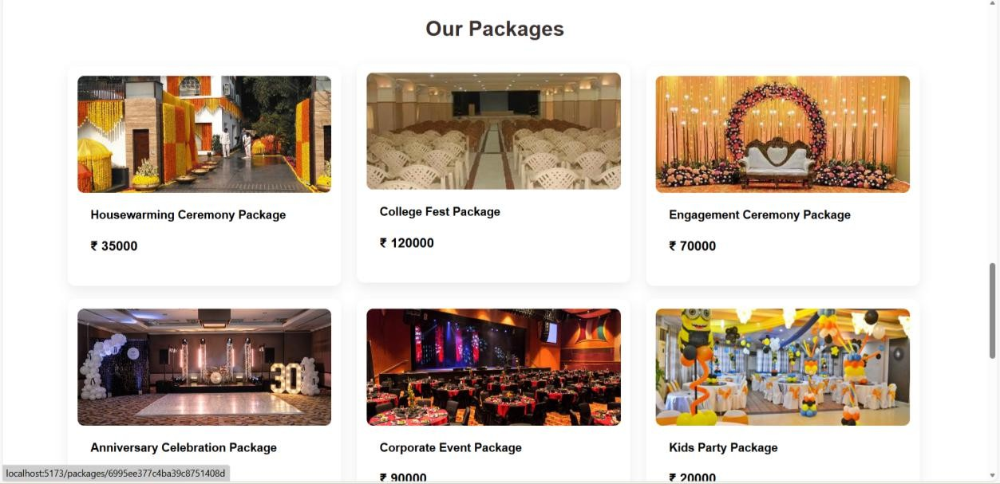 Our Packages
Housewarming Ceremony Package
₹ 35000
College Fest Package
₹ 120000
Engagement Ceremony Package
₹ 70000
30
Anniversary Celebration Package
Corporate Event Package
₹ 90000
Kids Party Package
₹ 20000
localhost:5173/packages/6995ee377c4ba39c8751408d